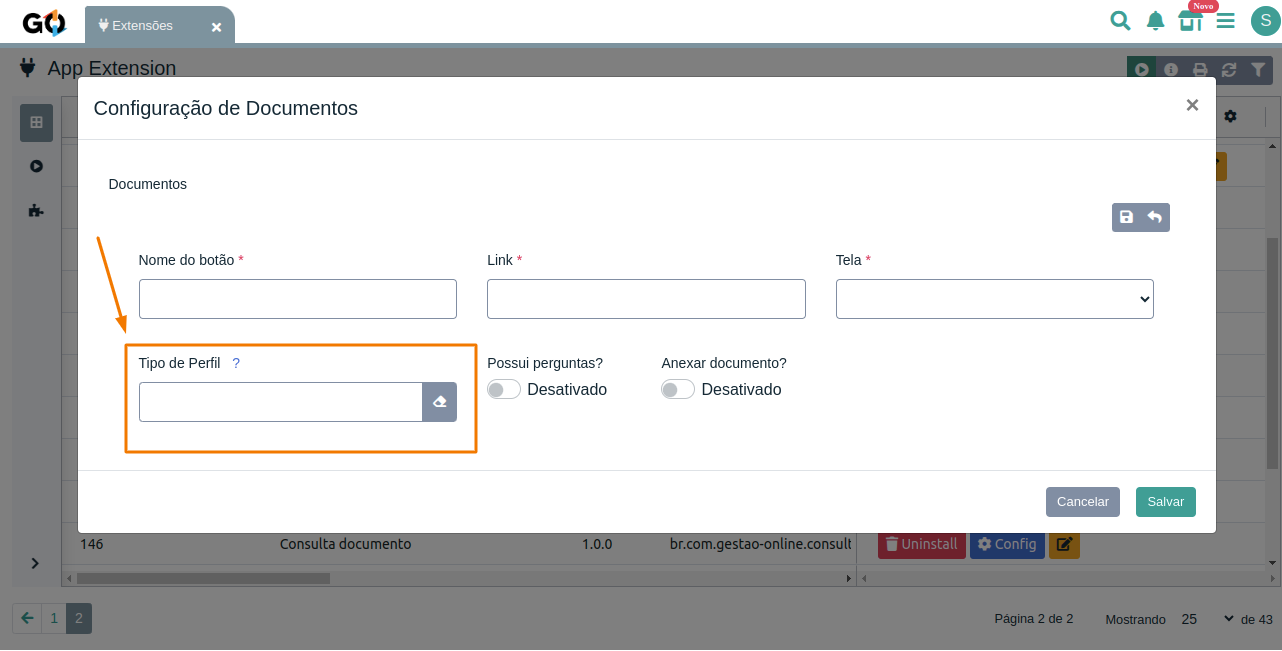 GO
Extensões
Novo
S
App Extension
Configuração de Documentos
×
Documentos
Nome do botão *
Link *
Tela *
Tipo de Perfil ?
Possui perguntas?
Anexar documento?
Desativado
Desativado
Cancelar
Salvar
146
Consulta documento
1.0.0
br.com.gestao-online.consult
Uninstall
Config
1
2
Página 2 de 2
Mostrando
25
de 43